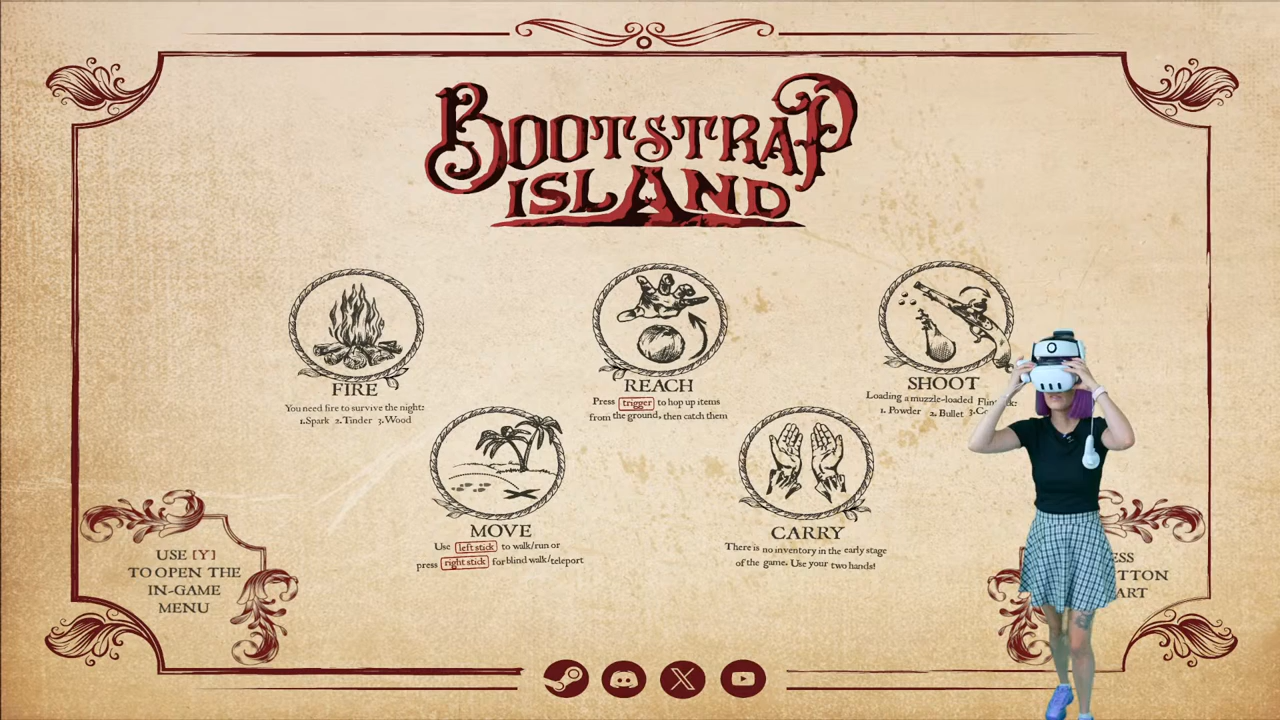 BOOTSTRAP
ISLAND
FIRE
You need fire to survive the night:
1.Spark 2.Tinder 3.Wood
REACH
Press trigger to hop up items
from the ground, then catch them
SHOOT
Loading a muzzle-loaded
1. Powder 2. Bullet
MOVE
Use left stick to walk/run or
press right stick for blind walk/teleport
CARRY
There is no inventory in the early stage
of the game. Use your two hands!
USE [Y]
TO OPEN THE
IN-GAME
MENU